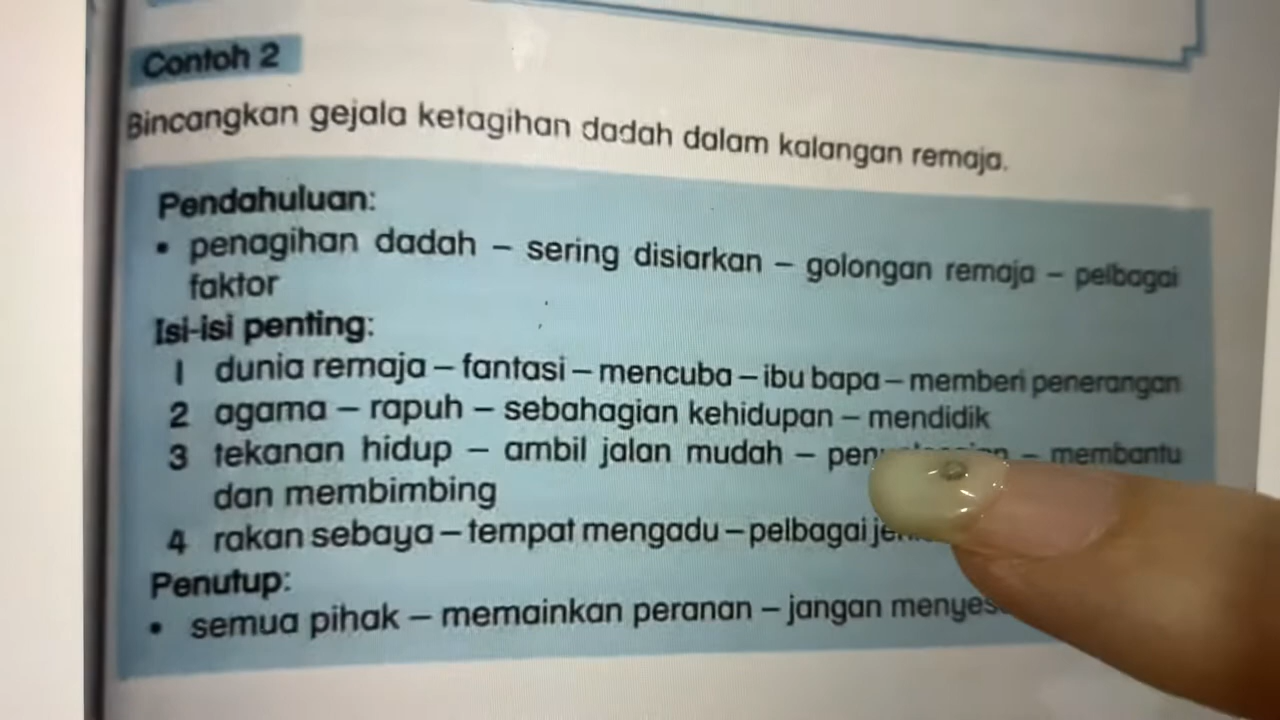 Contoh 2
Bincangkan gejala ketagihan dadah dalam kalangan remaja.
Pendahuluan:
• penagihan dadah – sering disiarkan – golongan remaja – pelbagai
faktor
Isi-isi penting:
1 dunia remaja – fantasi – mencuba – ibu bapa – memberi penerangan
2 agama – rapuh – sebahagian kehidupan – mendidik
3 tekanan hidup – ambil jalan mudah – – membantu
dan membimbing
4 rakan sebaya – tempat mengadu – pelbagai
Penutup:
• semua pihak – memainkan peranan – jangan